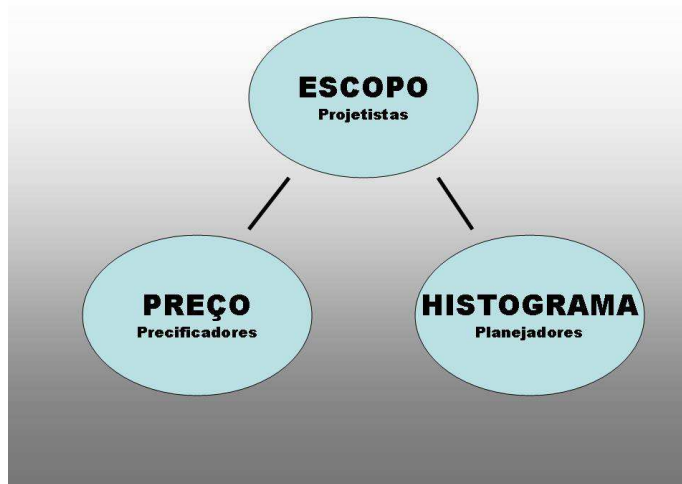 ESCOPO
Projetistas
PREÇO
Precificadores
HISTOGRAMA
Planejadores